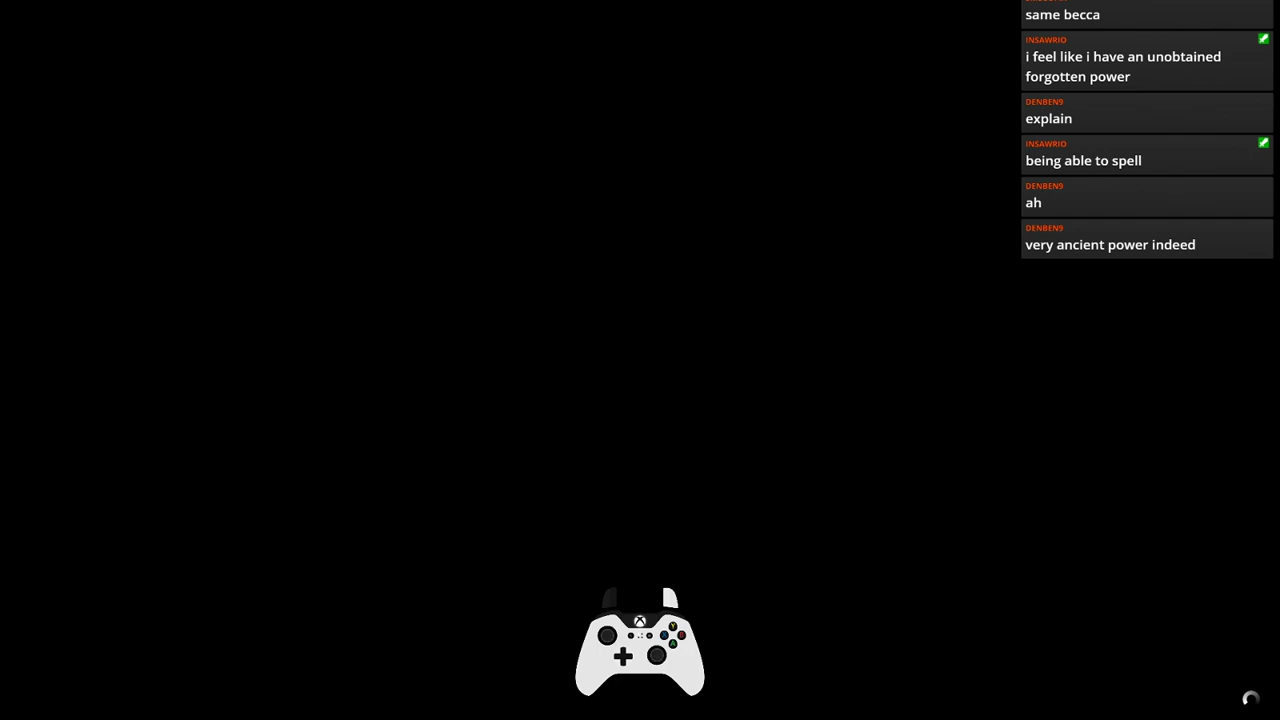 same becca
INSAWRIO
i feel like i have an unobtained
forgotten power
DENBEN9
explain
INSAWRIO
being able to spell
DENBEN9
ah
DENBEN9
very ancient power indeed
Y
X
B
A